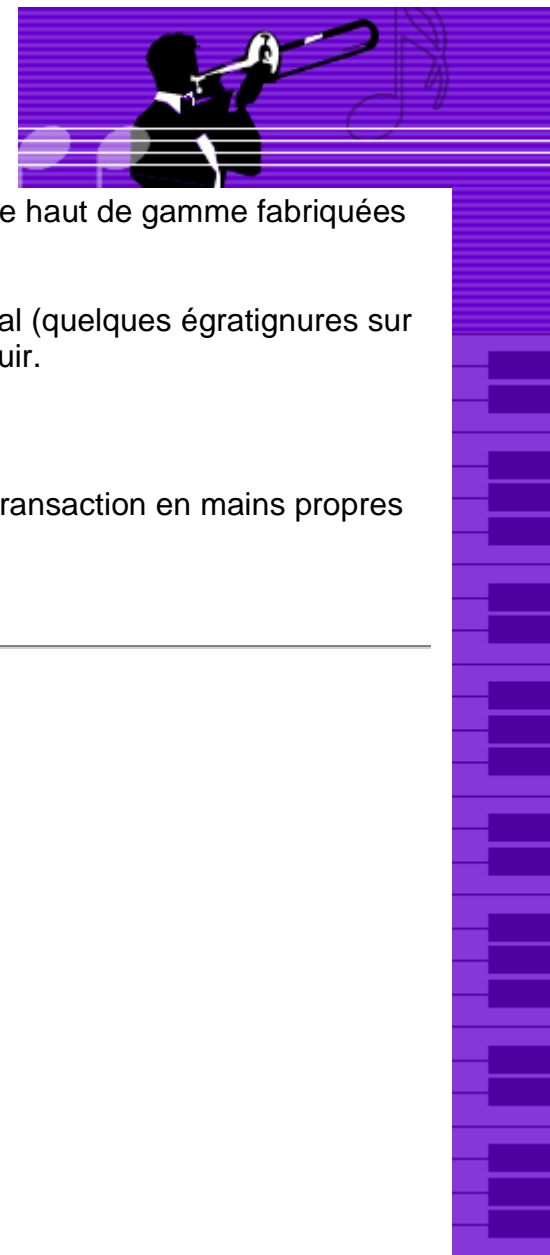 e haut de gamme fabriquées
al (quelques égratignures sur
uir.
ransaction en mains propres